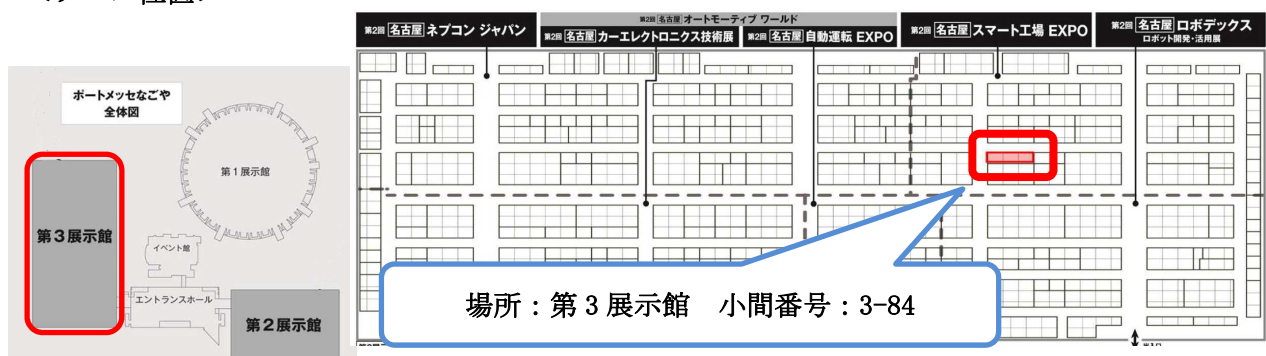 ポートメッセなごや
全体図
第1展示館
第3展示館
イベント館
エントランスホール
第2展示館
第2回 名古屋 ネプコン ジャパン
第2回 名古屋 オートモーティブ ワールド
第2回 名古屋 カーエレクトロニクス技術展
第2回 名古屋 自動運転 EXPO
第2回 名古屋 スマート工場 EXPO
第2回 名古屋 ロボデックス
ロボット開発・活用展
場所：第3展示館　小間番号：3-84